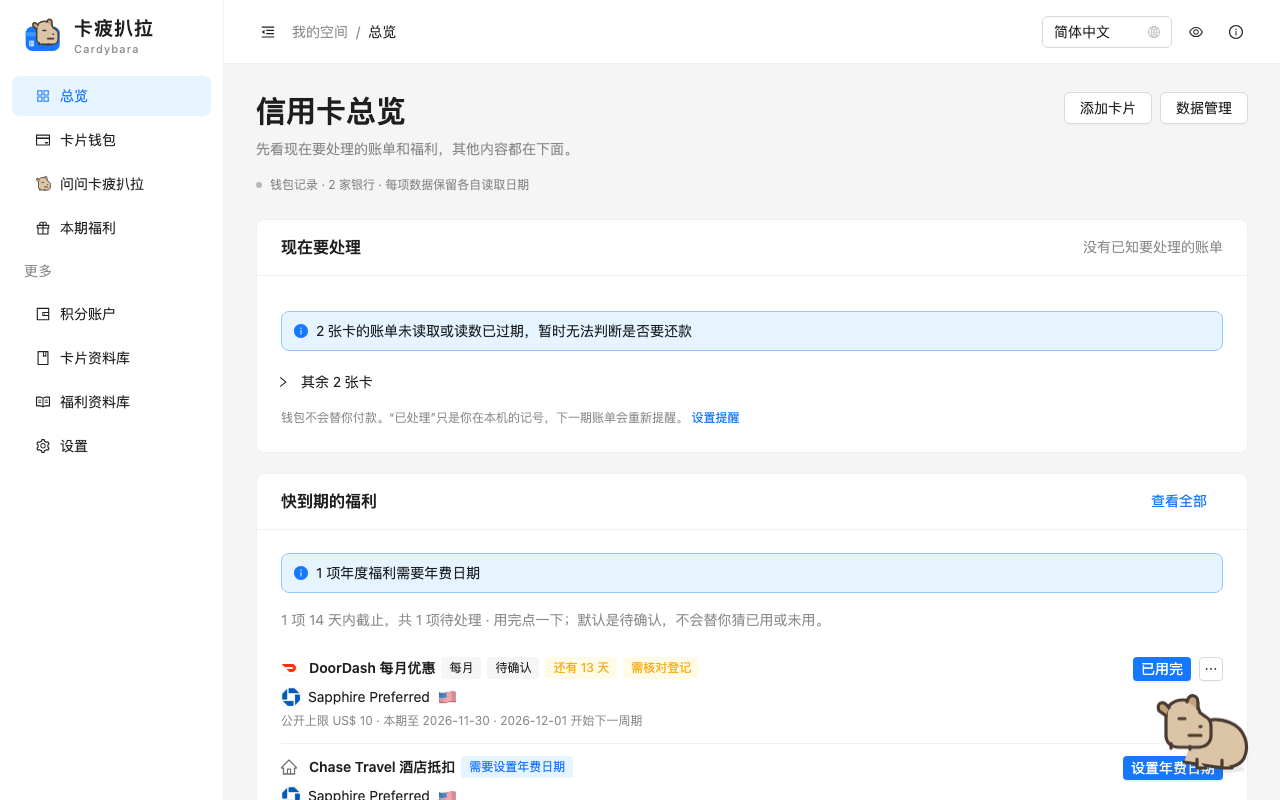 卡疲扒拉
Cardybara
总览
卡片钱包
问问卡疲扒拉
本期福利
更多
积分账户
卡片资料库
福利资料库
设置
我的空间 / 总览
简体中文
信用卡总览
添加卡片
数据管理
先看现在要处理的账单和福利，其他内容都在下面。
钱包记录 · 2 家银行 · 每项数据保留各自读取日期
现在要处理
没有已知要处理的账单
2 张卡的账单未读取或读数已过期，暂时无法判断是否要还款
其余 2 张卡
钱包不会替你付款。“已处理”只是你在本机的记号，下一期账单会重新提醒。 设置提醒
快到期的福利
查看全部
1 项年度福利需要年费日期
1 项 14 天内截止，共 1 项待处理 · 用完点一下；默认是待确认，不会替你猜已用或未用。
DoorDash 每月优惠 每月 待确认 还有 13 天 需核对登记
已用完
Sapphire Preferred
公开上限 US$ 10 · 本期至 2026-11-30 · 2026-12-01 开始下一周期
Chase Travel 酒店抵扣 需要设置年费日期
设置年费日期
Sapphire Preferred